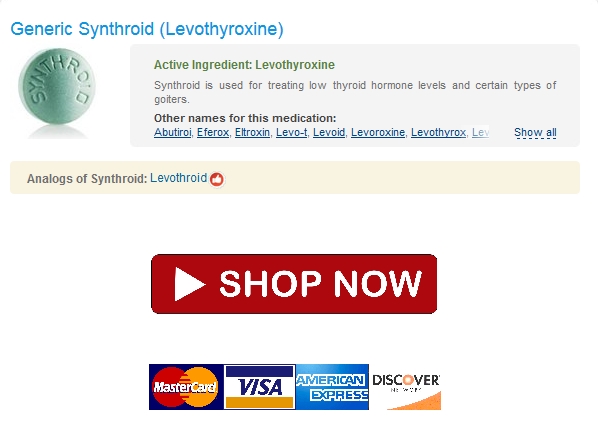 Generic Synthroid (Levothyroxine)
SYNTHROID
Active Ingredient: Levothyroxine
Synthroid is used for treating low thyroid hormone levels and certain types of
goiters.
Other names for this medication:
Abutiroi, Eferox, Eltroxin, Levo-t, Levoid, Levoroxine, Levothyrox, Lev Show all
Analogs of Synthroid: Levothroid
SHOP NOW
MasterCard VISA AMERICAN EXPRESS DISCOVER NETWORK